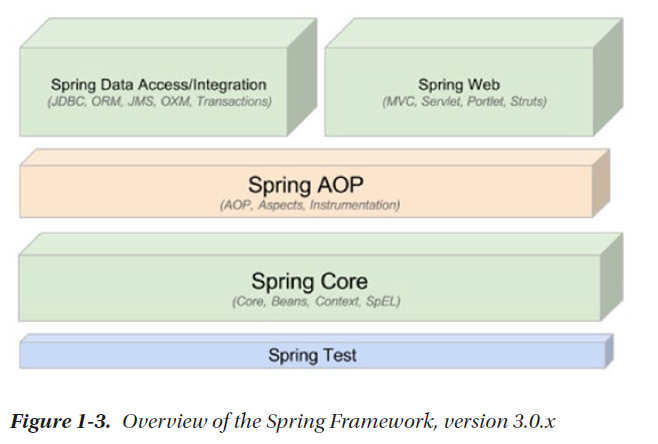 Spring Data Access/Integration
(JDBC, ORM, JMS, OXM, Transactions)
Spring Web
(MVC, Servlet, Portlet, Struts)
Spring AOP
(AOP, Aspects, Instrumentation)
Spring Core
(Core, Beans, Context, SpEL)
Spring Test
Figure 1-3. Overview of the Spring Framework, version 3.0.x